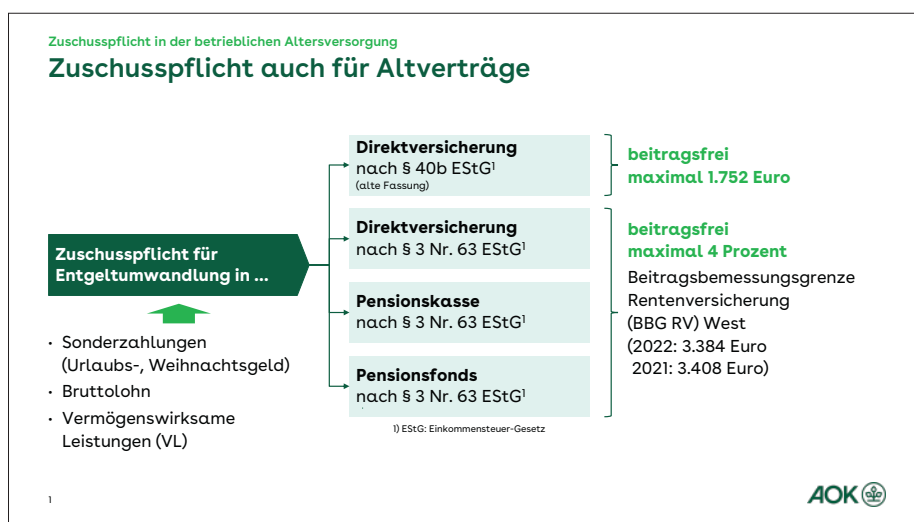 Zuschusspflicht in der betrieblichen Altersversorgung
Zuschusspflicht auch für Altverträge
Zuschusspflicht für
Entgeltumwandlung in ...
· Sonderzahlungen
(Urlaubs-, Weihnachtsgeld)
· Bruttolohn
· Vermögenswirksame
Leistungen (VL)
Direktversicherung
nach § 40b EStG¹
(alte Fassung)
Direktversicherung
nach § 3 Nr. 63 EStG¹
Pensionskasse
nach § 3 Nr. 63 EStG¹
Pensionsfonds
nach § 3 Nr. 63 EStG¹
1) EStG: Einkommensteuer-Gesetz
beitragsfrei
maximal 1.752 Euro
beitragsfrei
maximal 4 Prozent
Beitragsbemessungsgrenze
Rentenversicherung
(BBG RV) West
(2022: 3.384 Euro
2021: 3.408 Euro)
1
AOK